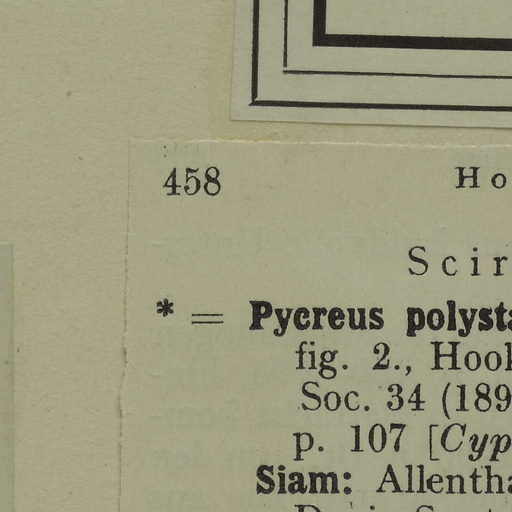 458 Ho
Scir
* = Pycreus polysta
fig. 2., Hook
Soc. 34 (189
p. 107 [Cyp
Siam: Allentha